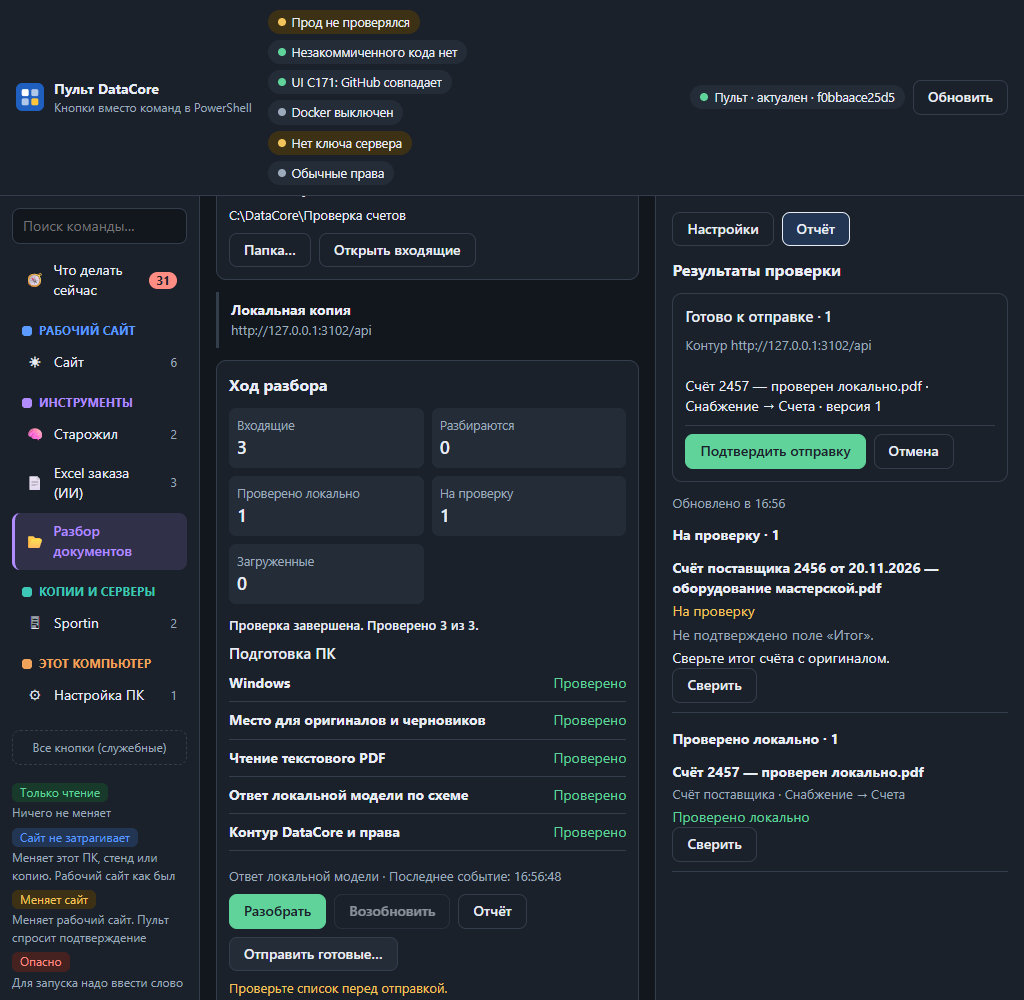 Пульт DataCore
Кнопки вместо команд в PowerShell
Прод не проверялся
Незакоммиченного кода нет
UI C171: GitHub совпадает
Docker выключен
Нет ключа сервера
Обычные права
Пульт · актуален · f0bbaace25d5
Обновить
Поиск команды...
Что делать
сейчас
31
РАБОЧИЙ САЙТ
Сайт 6
ИНСТРУМЕНТЫ
Старожил 2
Excel заказа
(ИИ)
3
Разбор
документов
КОПИИ И СЕРВЕРЫ
Sportin 2
ЭТОТ КОМПЬЮТЕР
Настройка ПК 1
Все кнопки (служебные)
Только чтение
Ничего не меняет
Сайт не затрагивает
Меняет этот ПК, стенд или
копию. Рабочий сайт как был
Меняет сайт
Меняет рабочий сайт. Пульт
спросит подтверждение
Опасно
Для запуска надо ввести слово
C:\DataCore\Проверка счетов
Папка...
Открыть входящие
Локальная копия
http://127.0.0.1:3102/api
Ход разбора
Входящие
3
Разбираются
0
Проверено локально
1
На проверку
1
Загруженные
0
Проверка завершена. Проверено 3 из 3.
Подготовка ПК
Windows Проверено
Место для оригиналов и черновиков Проверено
Чтение текстового PDF Проверено
Ответ локальной модели по схеме Проверено
Контур DataCore и права Проверено
Ответ локальной модели · Последнее событие: 16:56:48
Разобрать
Возобновить
Отчёт
Отправить готовые...
Проверьте список перед отправкой.
Настройки
Отчёт
Результаты проверки
Готово к отправке · 1
Контур http://127.0.0.1:3102/api
Счёт 2457 — проверен локально.pdf ·
Снабжение → Счета · версия 1
Подтвердить отправку
Отмена
Обновлено в 16:56
На проверку · 1
Счёт поставщика 2456 от 20.11.2026 —
оборудование мастерской.pdf
На проверку
Не подтверждено поле «Итог».
Сверьте итог счёта с оригиналом.
Сверить
Проверено локально · 1
Счёт 2457 — проверен локально.pdf
Счёт поставщика · Снабжение → Счета
Проверено локально
Сверить